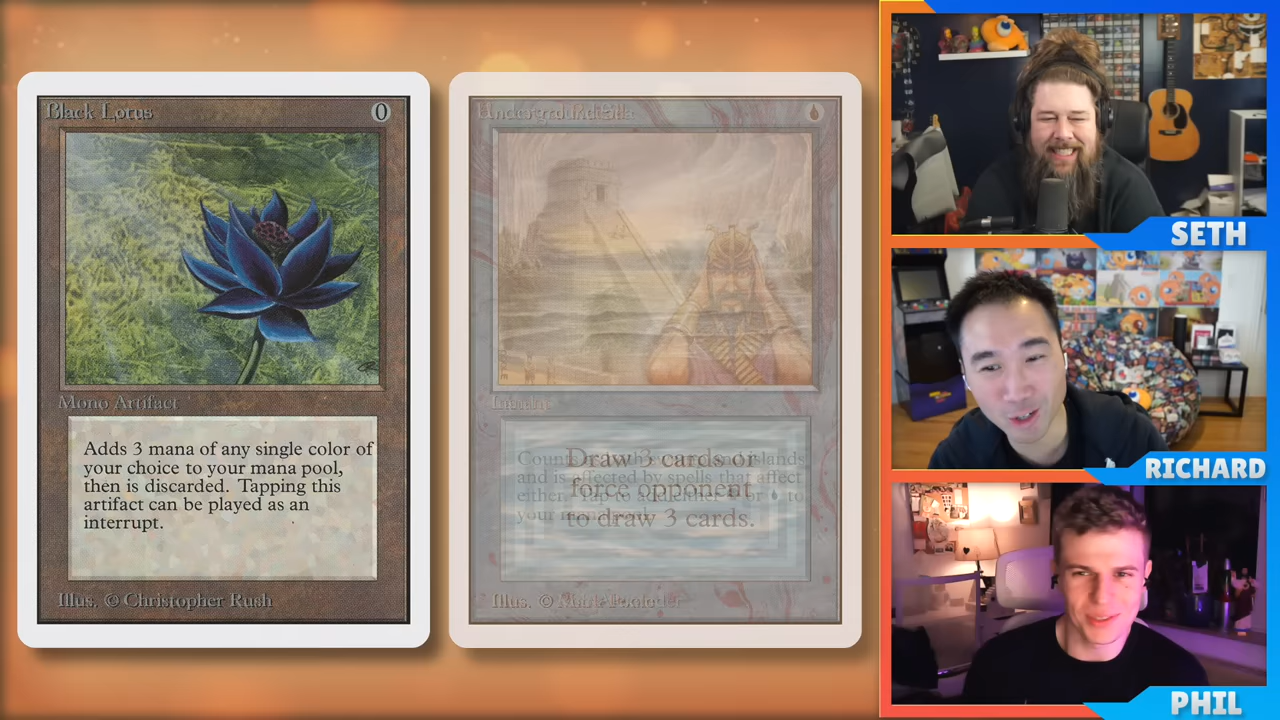 Black Lotus
0
Mono Artifact
Adds 3 mana of any single color of
your choice to your mana pool,
then is discarded. Tapping this
artifact can be played as an
interrupt.
Illus. © Christopher Rush
Draw 3 cards or
force opponent
to draw 3 cards.
Illus. ©
SETH
RICHARD
PHIL